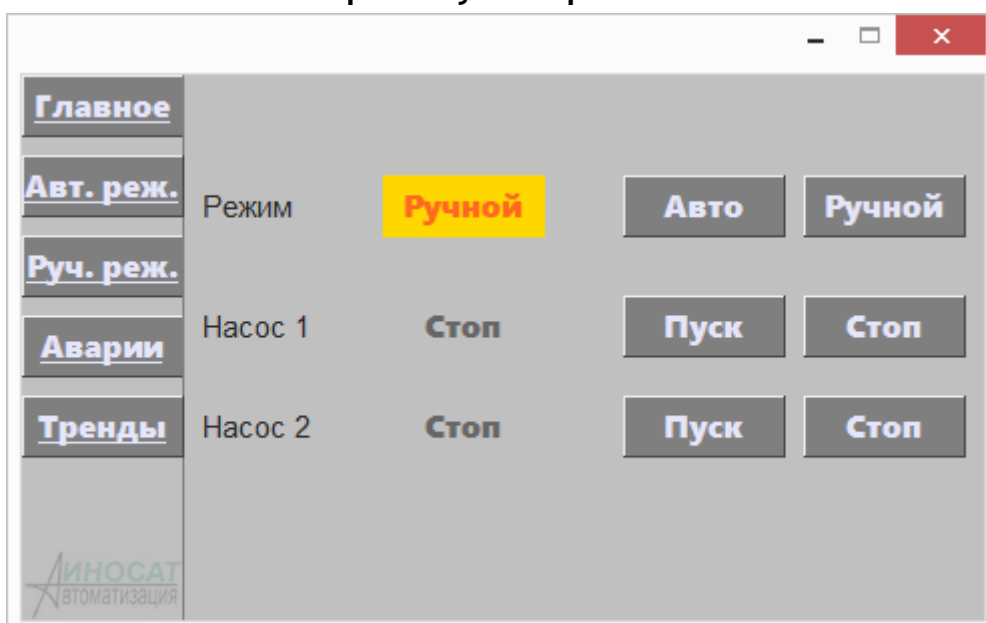 Главное
Авт. реж.
Руч. реж.
Аварии
Тренды
Режим Ручной Авто Ручной
Насос 1 Стоп Пуск Стоп
Насос 2 Стоп Пуск Стоп
ИНОСАТ
Автоматизация